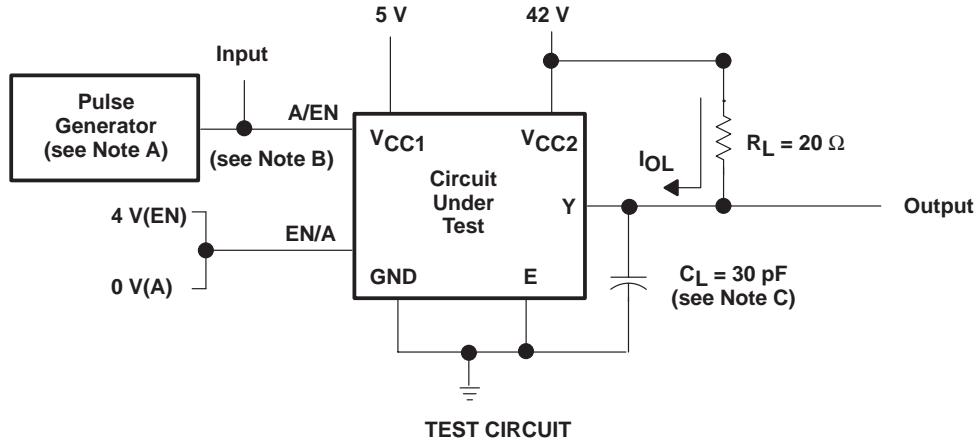 5 V
42 V
Input
Pulse
Generator
(see Note A)
A/EN
(see Note B)
VCC1
VCC2
Circuit
Under
Test
IOL
RL = 20 Ω
Y
Output
4 V(EN)
EN/A
0 V(A)
GND
E
CL = 30 pF
(see Note C)
TEST CIRCUIT